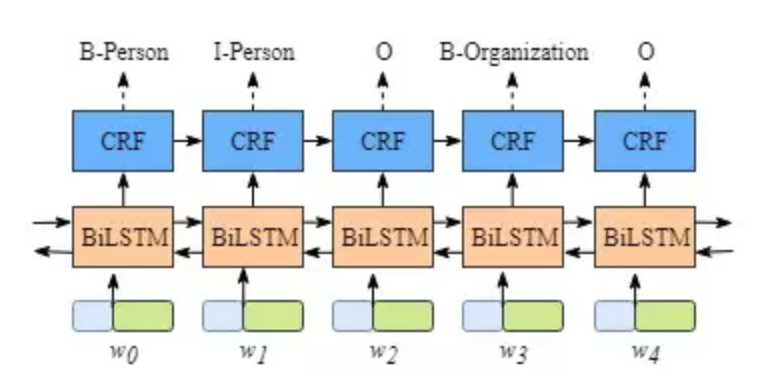 B-Person I-Person O B-Organization O
CRF CRF CRF CRF CRF
BiLSTM BiLSTM BiLSTM BiLSTM BiLSTM
w0 w1 w2 w3 w4